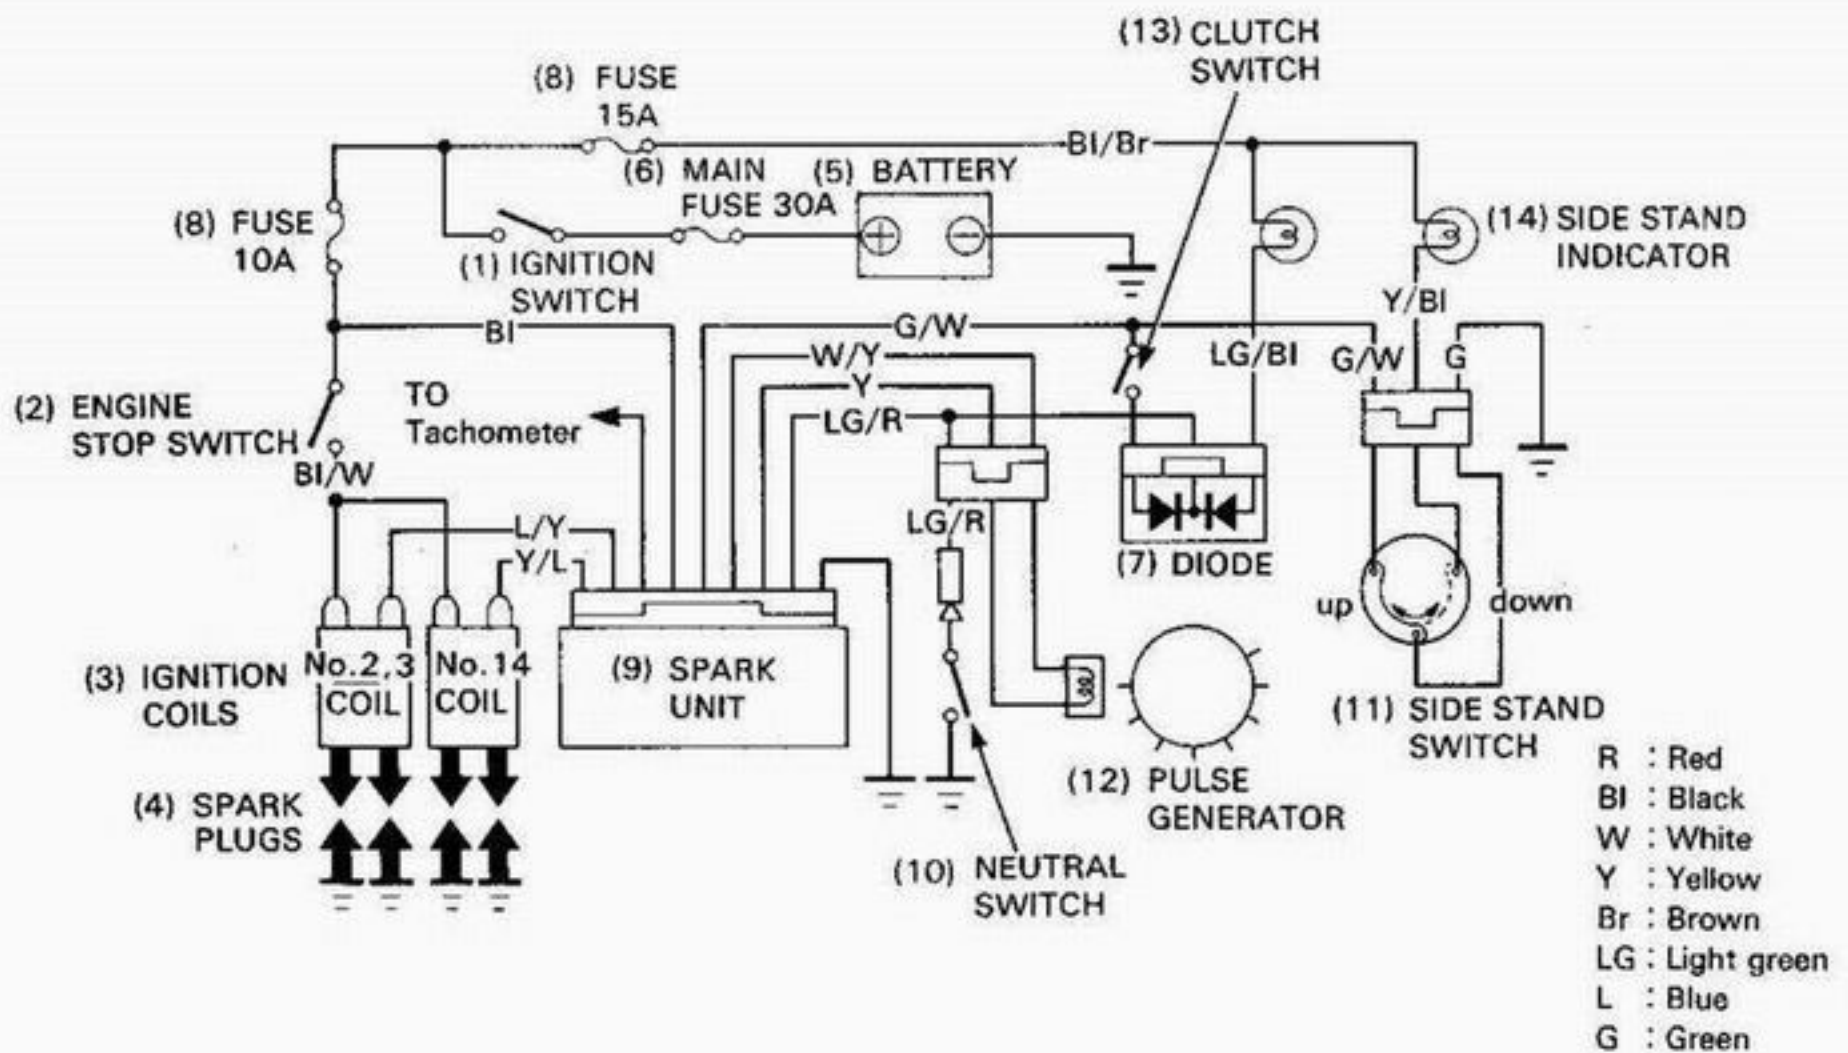 (13) CLUTCH
SWITCH
(8) FUSE
15A
Bl/Br
(6) MAIN
FUSE 30A
(5) BATTERY
+
−
(8) FUSE
10A
(1) IGNITION
SWITCH
(14) SIDE STAND
INDICATOR
Y/Bl
Bl
G/W
W/Y
Y
LG/R
LG/Bl
G/W
G
(2) ENGINE
STOP SWITCH
Bl/W
TO
Tachometer
L/Y
Y/L
LG/R
(7) DIODE
up
down
(3) IGNITION
COILS
No.2,3
COIL
No.14
COIL
(9) SPARK
UNIT
(11) SIDE STAND
SWITCH
(12) PULSE
GENERATOR
(4) SPARK
PLUGS
(10) NEUTRAL
SWITCH
R : Red
Bl : Black
W : White
Y : Yellow
Br : Brown
LG : Light green
L : Blue
G : Green